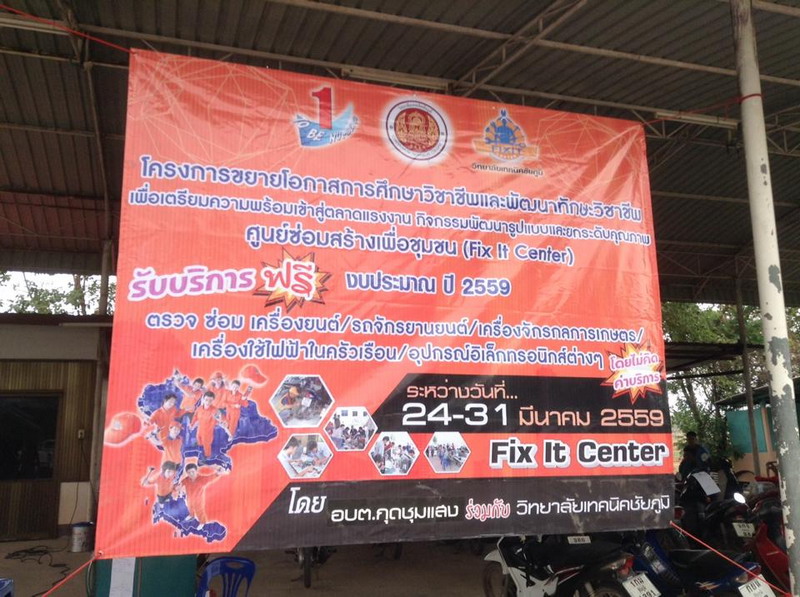 1
TO BE NUMBER
FIXIT
วิทยาลัยเทคนิคชัยภูมิ
โครงการขยายโอกาสการศึกษาวิชาชีพและพัฒนาทักษะวิชาชีพ
เพื่อเตรียมความพร้อมเข้าสู่ตลาดแรงงาน กิจกรรมพัฒนารูปแบบและยกระดับคุณภาพ
ศูนย์ซ่อมสร้างเพื่อชุมชน (Fix It Center)
รับบริการ ฟรี งบประมาณ ปี 2559
ตรวจ ซ่อม เครื่องยนต์/รถจักรยานยนต์/เครื่องจักรกลการเกษตร/
เครื่องใช้ไฟฟ้าในครัวเรือน/อุปกรณ์อิเล็กทรอนิกส์ต่างๆ
โดยไม่คิด
ค่าบริการ
ระหว่างวันที่...
24-31 มีนาคม 2559
Fix It Center
โดย อบต.คุดชุมแสง ร่วมกับ วิทยาลัยเทคนิคชัยภูมิ